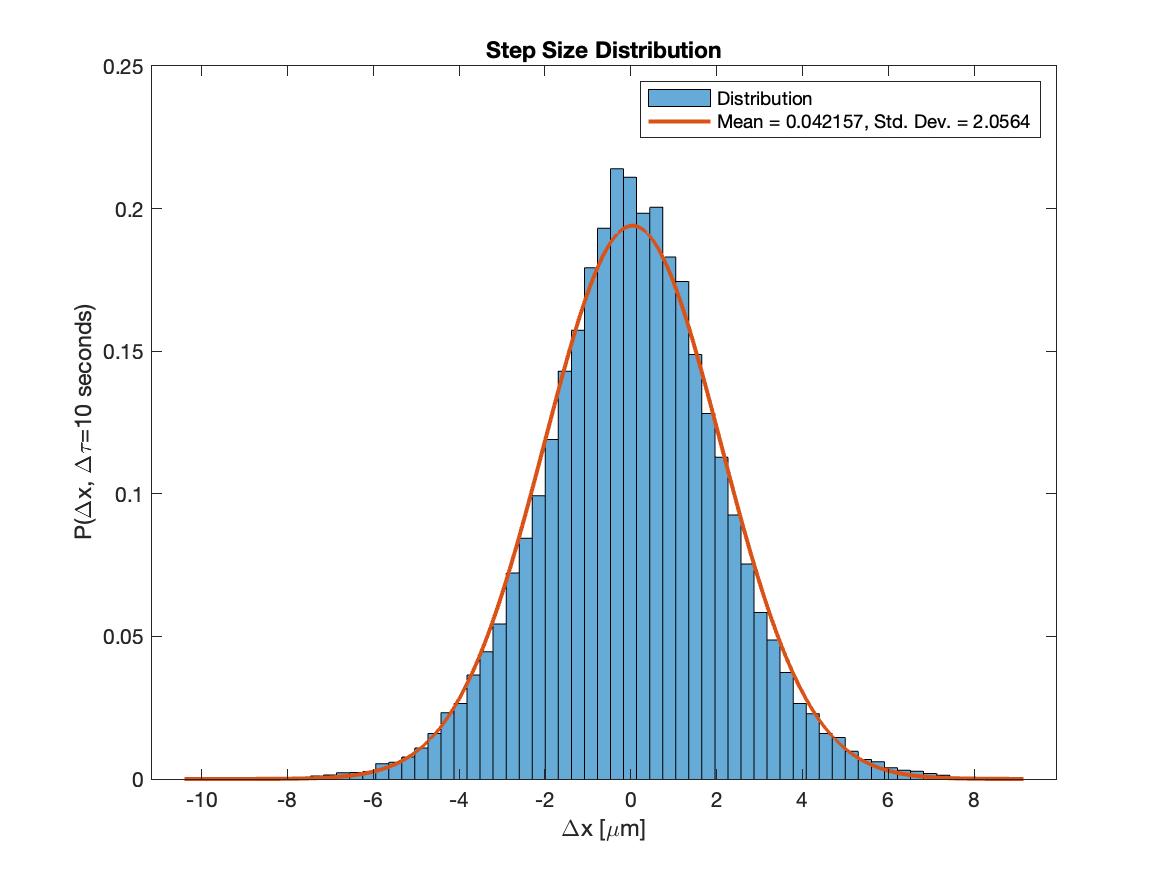 Step Size Distribution
Distribution
Mean = 0.042157, Std. Dev. = 2.0564
P(Δx, Δτ=10 seconds)
0.25
0.2
0.15
0.1
0.05
0
-10 -8 -6 -4 -2 0 2 4 6 8
Δx [μm]